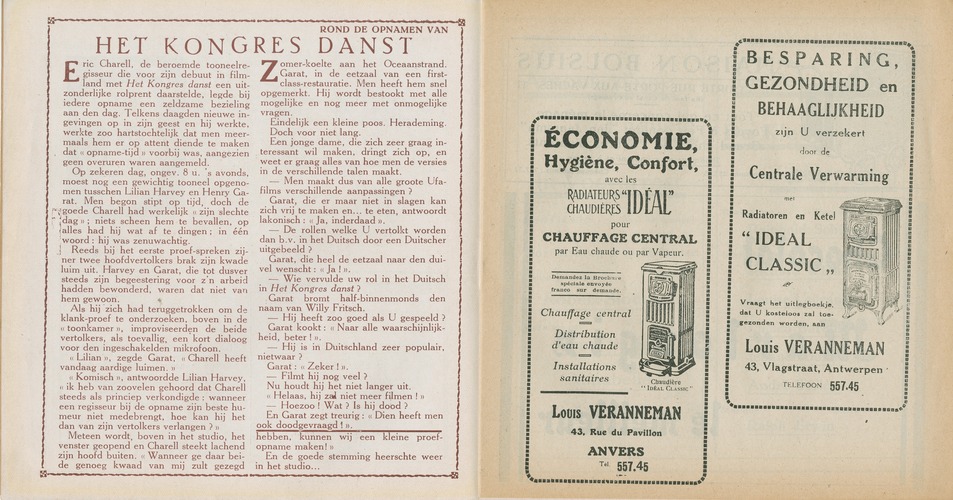 ROND DE OPNAMEN VAN
HET KONGRES DANST
Eric Charell, de beroemde tooneelre-
gisseur die voor zijn debuut in film-
land met Het Kongres danst een uit-
zonderlijke rolprent daarstelde, legde bij
iedere opname een zeldzame bezieling
aan den dag. Telkens daagden nieuwe in-
gevingen op in zijn geest en hij werkte,
werkte zoo hartstochtelijk dat men meer-
maals hem er op attent diende te maken
dat « opname-tijd » voorbij was, aangezien
geen overuren waren aangemeld.
Op zekeren dag, ongev. 8 u. 's avonds,
moest nog een gewichtig tooneel opgeno-
men tusschen Lilian Harvey en Henry Ga-
rat. Men begon stipt op tijd, doch de
goede Charell had werkelijk « zijn slechte
dag » ; niets scheen hem te bevallen, op
alles had hij wat af te dingen ; in één
woord : hij was zenuwachtig.
Reeds bij het eerste proef-spreken zij-
ner twee hoofdvertolkers brak zijn kwade
luim uit. Harvey en Garat, die tot dusver
steeds zijn begeestering voor z'n arbeid
hadden bewonderd, waren dat niet van
hem gewoon.
Als hij zich had teruggetrokken om de
klank-proef te onderzoeken, boven in de
« toonkamer », improviseerden de beide
vertolkers, als toevallig, een kort dialoog
voor den ingeschakelden mikrofoon.
« Lilian », zegde Garat, « Charell heeft
vandaag aardige luimen. »
« Komisch », antwoordde Lilian Harvey,
« ik heb van zoovelen gehoord dat Charell
steeds als princiep verkondigde : wanneer
een regisseur bij de opname zijn beste hu-
meur niet medebrengt, hoe kan hij het
dan van zijn vertolkers verlangen ? »
Meteen wordt, boven in het studio, het
venster geopend en Charell steekt lachend
zijn hoofd buiten. « Wanneer ge daar bei-
de genoeg kwaad van mij zult gezegd
Zomer-koelte aan het Oceaanstrand.
Garat, in de eetzaal van een first-
class-restauratie. Men heeft hem snel
opgemerkt. Hij wordt bestookt met alle
mogelijke en nog meer met onmogelijke
vragen.
Eindelijk een kleine poos. Herademing.
Doch voor niet lang.
Een jonge dame, die zich zeer graag in-
teressant wil maken, dringt zich op, en
weet er graag alles van hoe men de versies
in de verschillende talen maakt.
— Men maakt dus van alle groote Ufa-
films verschillende aanpassingen ?
Garat, die er maar niet in slagen kan
zich vrij te maken en... te eten, antwoordt
lakonisch : « Ja, inderdaad ».
— De rollen welke U vertolkt worden
dan b.v. in het Duitsch door een Duitscher
uitgebeeld ?
Garat, die heel de eetzaal naar den dui-
vel wenscht : « Ja ! ».
— Wie vervulde uw rol in het Duitsch
in Het Kongres danst ?
Garat bromt half-binnenmonds den
naam van Willy Fritsch.
— Hij heeft zoo goed als U gespeeld ?
Garat kookt : « Naar alle waarschijnlijk-
heid, beter ! ».
— Hij is in Duitschland zeer populair,
nietwaar ?
Garat : « Zeker ! ».
— Filmt hij nog veel ?
Nu houdt hij het niet langer uit.
« Helaas, hij zal niet meer filmen ! »
— Hoezoo ! Wat ? Is hij dood ?
En Garat zegt treurig : « Den heeft men
ook doodgevraagd ! ».
hebben, kunnen wij een kleine proef-
opname maken! »
En de goede stemming heerschte weer
in het studio...
ÉCONOMIE,
Hygiène, Confort,
avec les
RADIATEURS
CHAUDIÈRES "IDÉAL"
pour
CHAUFFAGE CENTRAL
par Eau chaude ou par Vapeur.
Demandez la Brochure
spéciale envoyée
franco sur demande.
Chauffage central
Distribution
d'eau chaude
Installations
sanitaires
Chaudière
"IDÉAL CLASSIC"
LOUIS VERANNEMAN
43, Rue du Pavillon
ANVERS
Tél. 557.45
BESPARING,
GEZONDHEID en
BEHAAGLIJKHEID
zijn U verzekert
door de
Centrale Verwarming
met
Radiatoren en Ketel
" IDEAL
CLASSIC „
Vraagt het uitlegboekje,
dat U kosteloos zal toe-
gezonden worden, aan
Louis VERANNEMAN
43, Vlagstraat, Antwerpen
TELEFOON 557.45